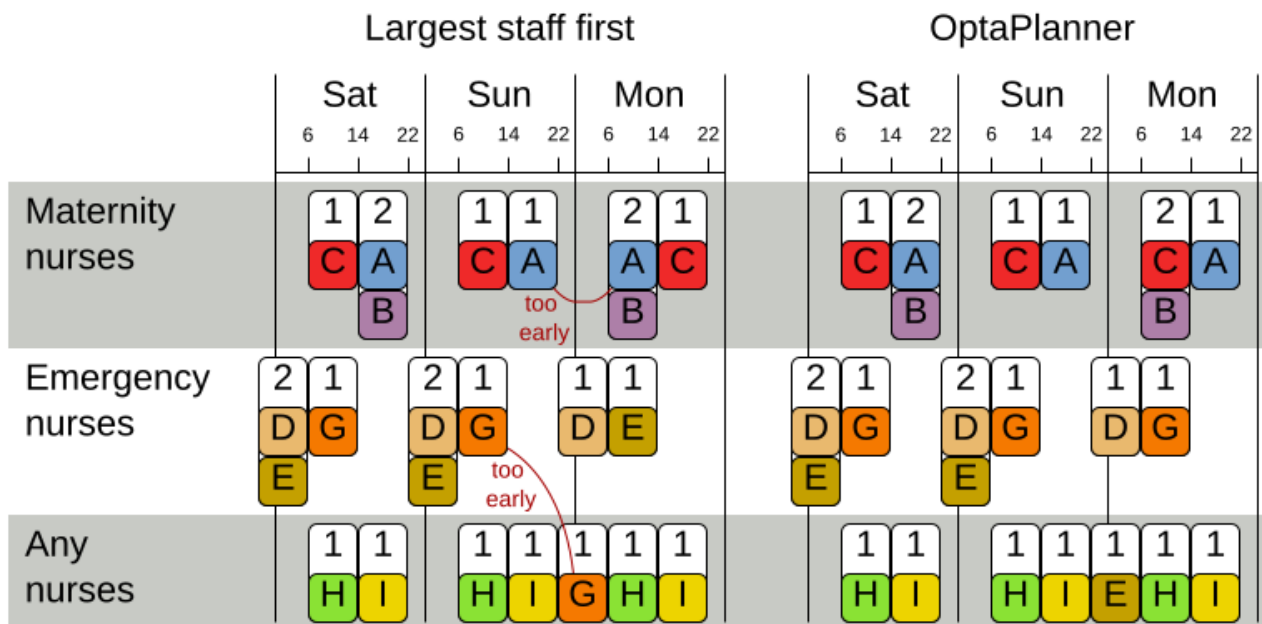 Largest staff first OptaPlanner
Sat Sun Mon Sat Sun Mon
6 14 22 6 14 22 6 14 22 6 14 22 6 14 22 6 14 22
Maternity nurses
1 2 1 1 2 1 1 2 1 1 2 1
C A C A A C C A C A C A
B B B B
too early
Emergency nurses
2 1 2 1 1 1 2 1 2 1 1 1
D G D G D E D G D G D G
E E E E
too early
Any nurses
1 1 1 1 1 1 1 1 1 1 1 1 1 1
H I H I G H I H I H I E H I